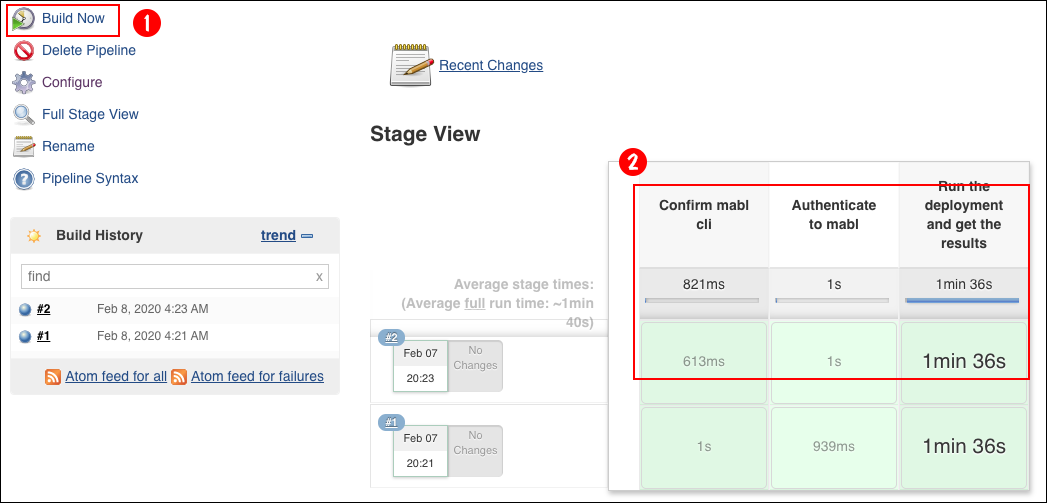 Build Now
1
Delete Pipeline
Configure
Full Stage View
Rename
Pipeline Syntax
Build History
trend
find
x
#2
Feb 8, 2020 4:23 AM
#1
Feb 8, 2020 4:21 AM
Atom feed for all
Atom feed for failures
Recent Changes
Stage View
2
Confirm mabl
cli
Authenticate
to mabl
Run the
deployment
and get the
results
Average stage times:
(Average full run time: ~1min
40s)
821ms
1s
1min 36s
#2
Feb 07
20:23
No
Changes
613ms
1s
1min 36s
#1
Feb 07
20:21
No
Changes
1s
939ms
1min 36s